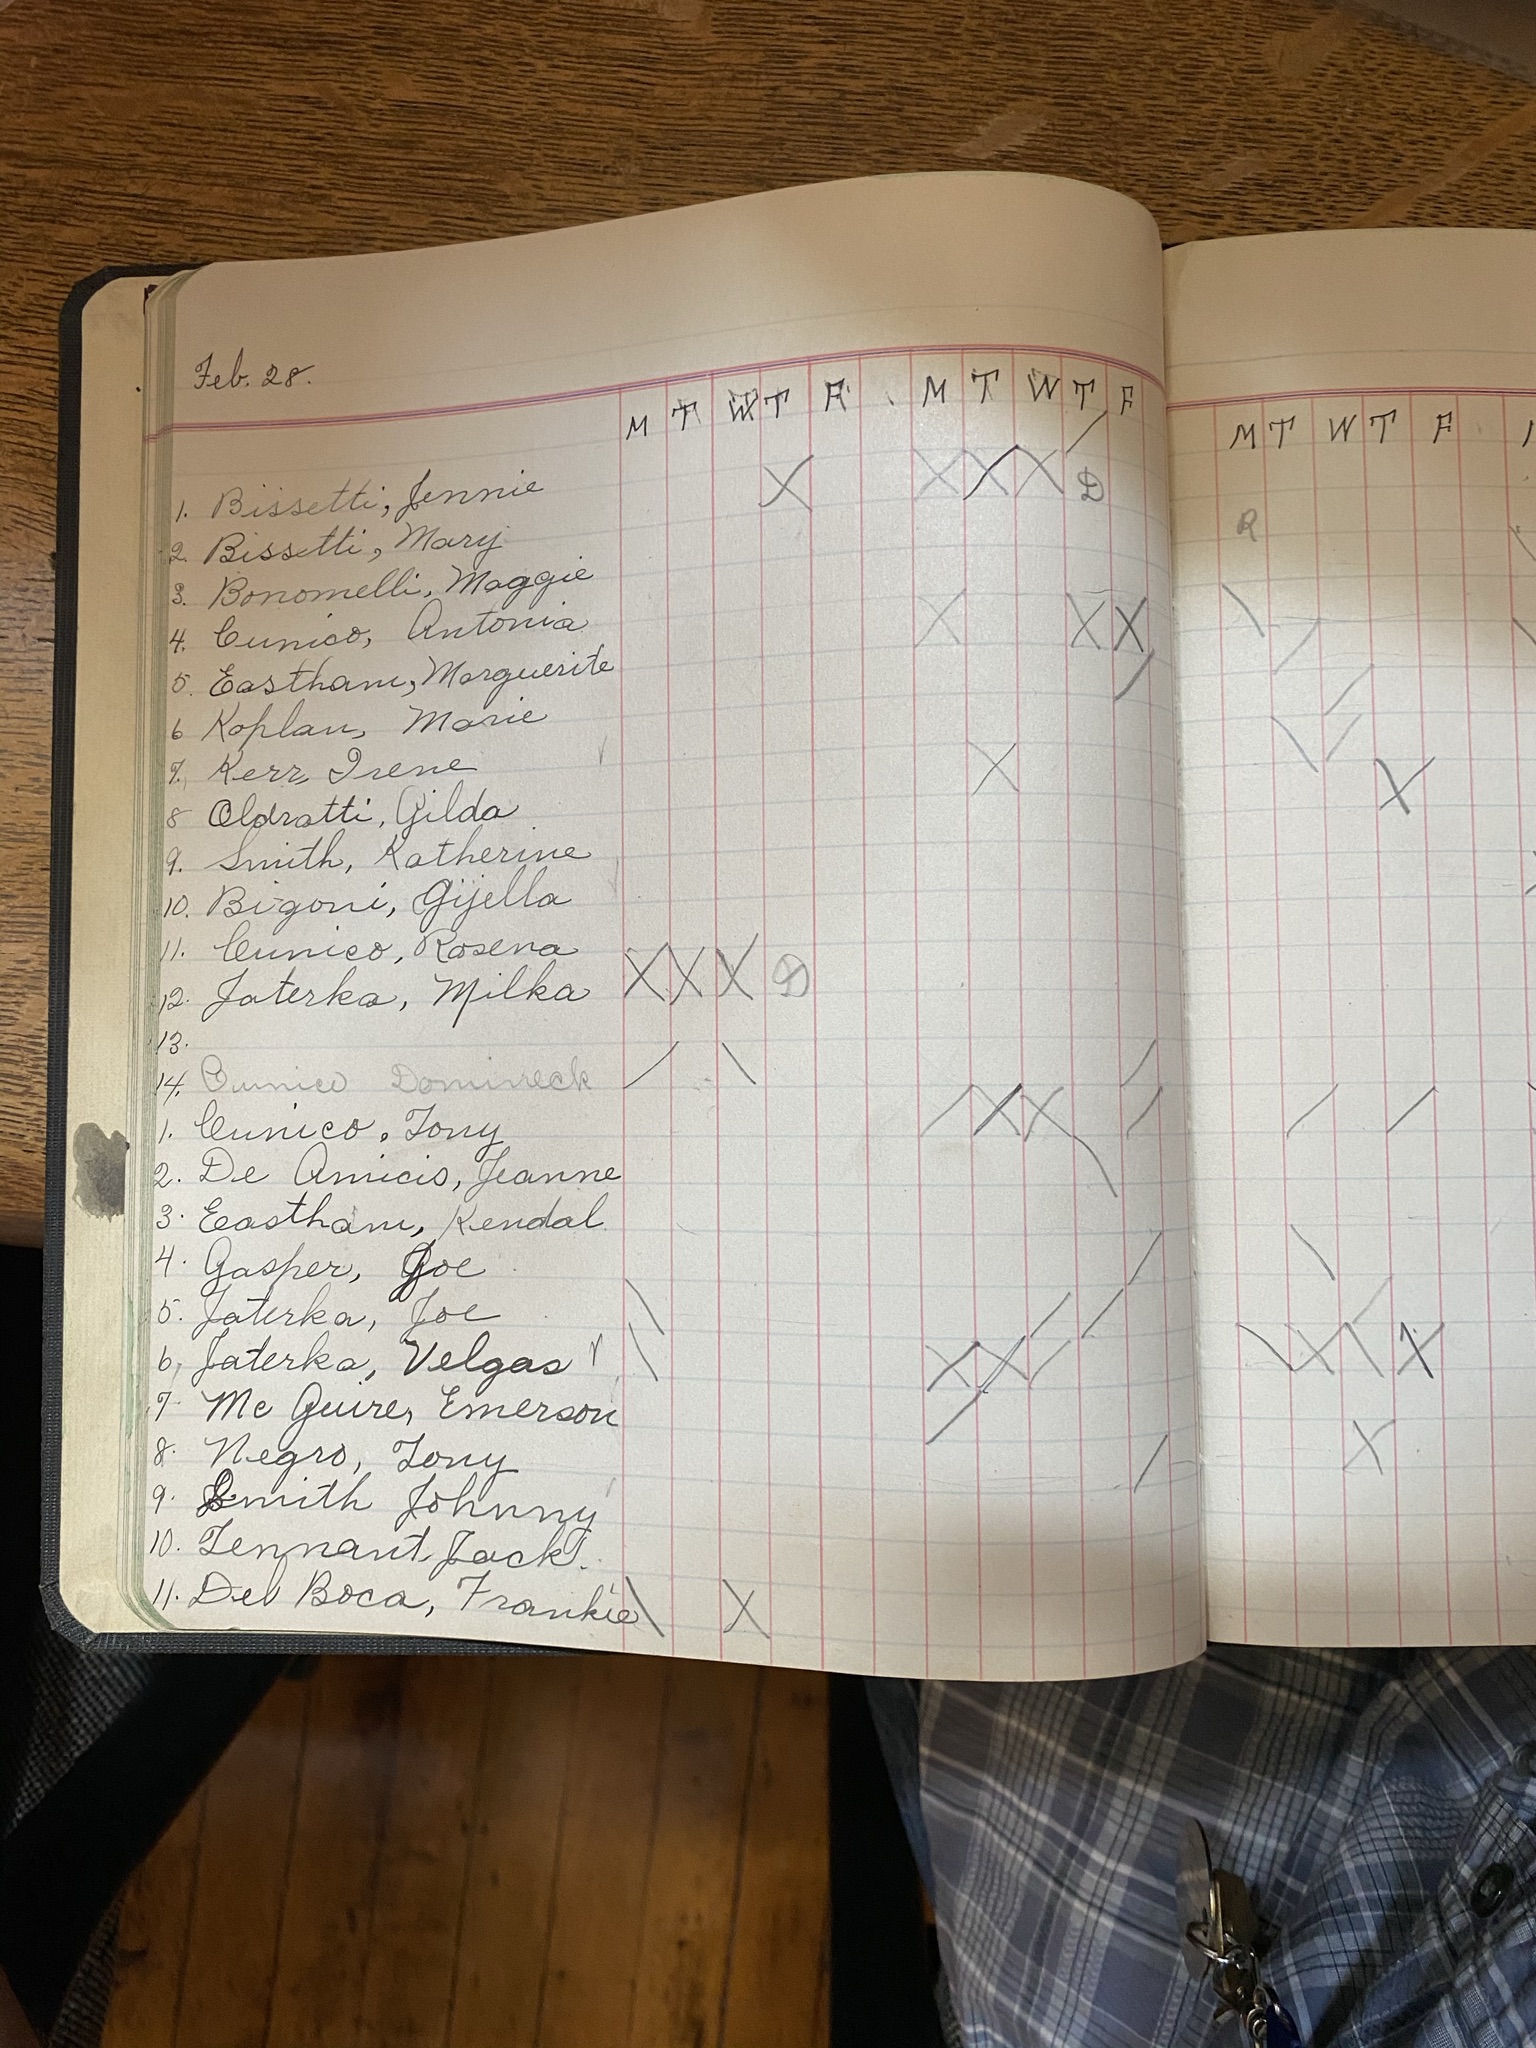 Feb. 28.
M T W T F M T W T F M T W T F
1. Bissetti, Jennie X X X X / D
2. Bissetti, Mary R
3. Bonomelli, Maggie \
4. Cunico, Antonia X X X /
5. Eastham, Marguerite / /
6 Koplan, Marie \ /
7. Kerr, Irene X X
8 Oldratti, Gilda
9. Smith, Katherine
10. Bigoni, Gijella
11. Cunico, Rosena
12. Jaterka, Milka X X X D
13.
14. Cunico Domineck / \ /
1. Cunico, Tony / X X / / /
2. De Amicis, Jeanne \
3. Eastham, Kendal
4. Gasper, Joe / \
5. Jaterka, Joe \ / /
6. Jaterka, Velgas \ X X / \ X \ X
7 Mc Guire, Emerson /
8. Negro, Tony X
9. Smith Johnny /
10. Tennant, Jack
11. Del Boca, Frankie \ X